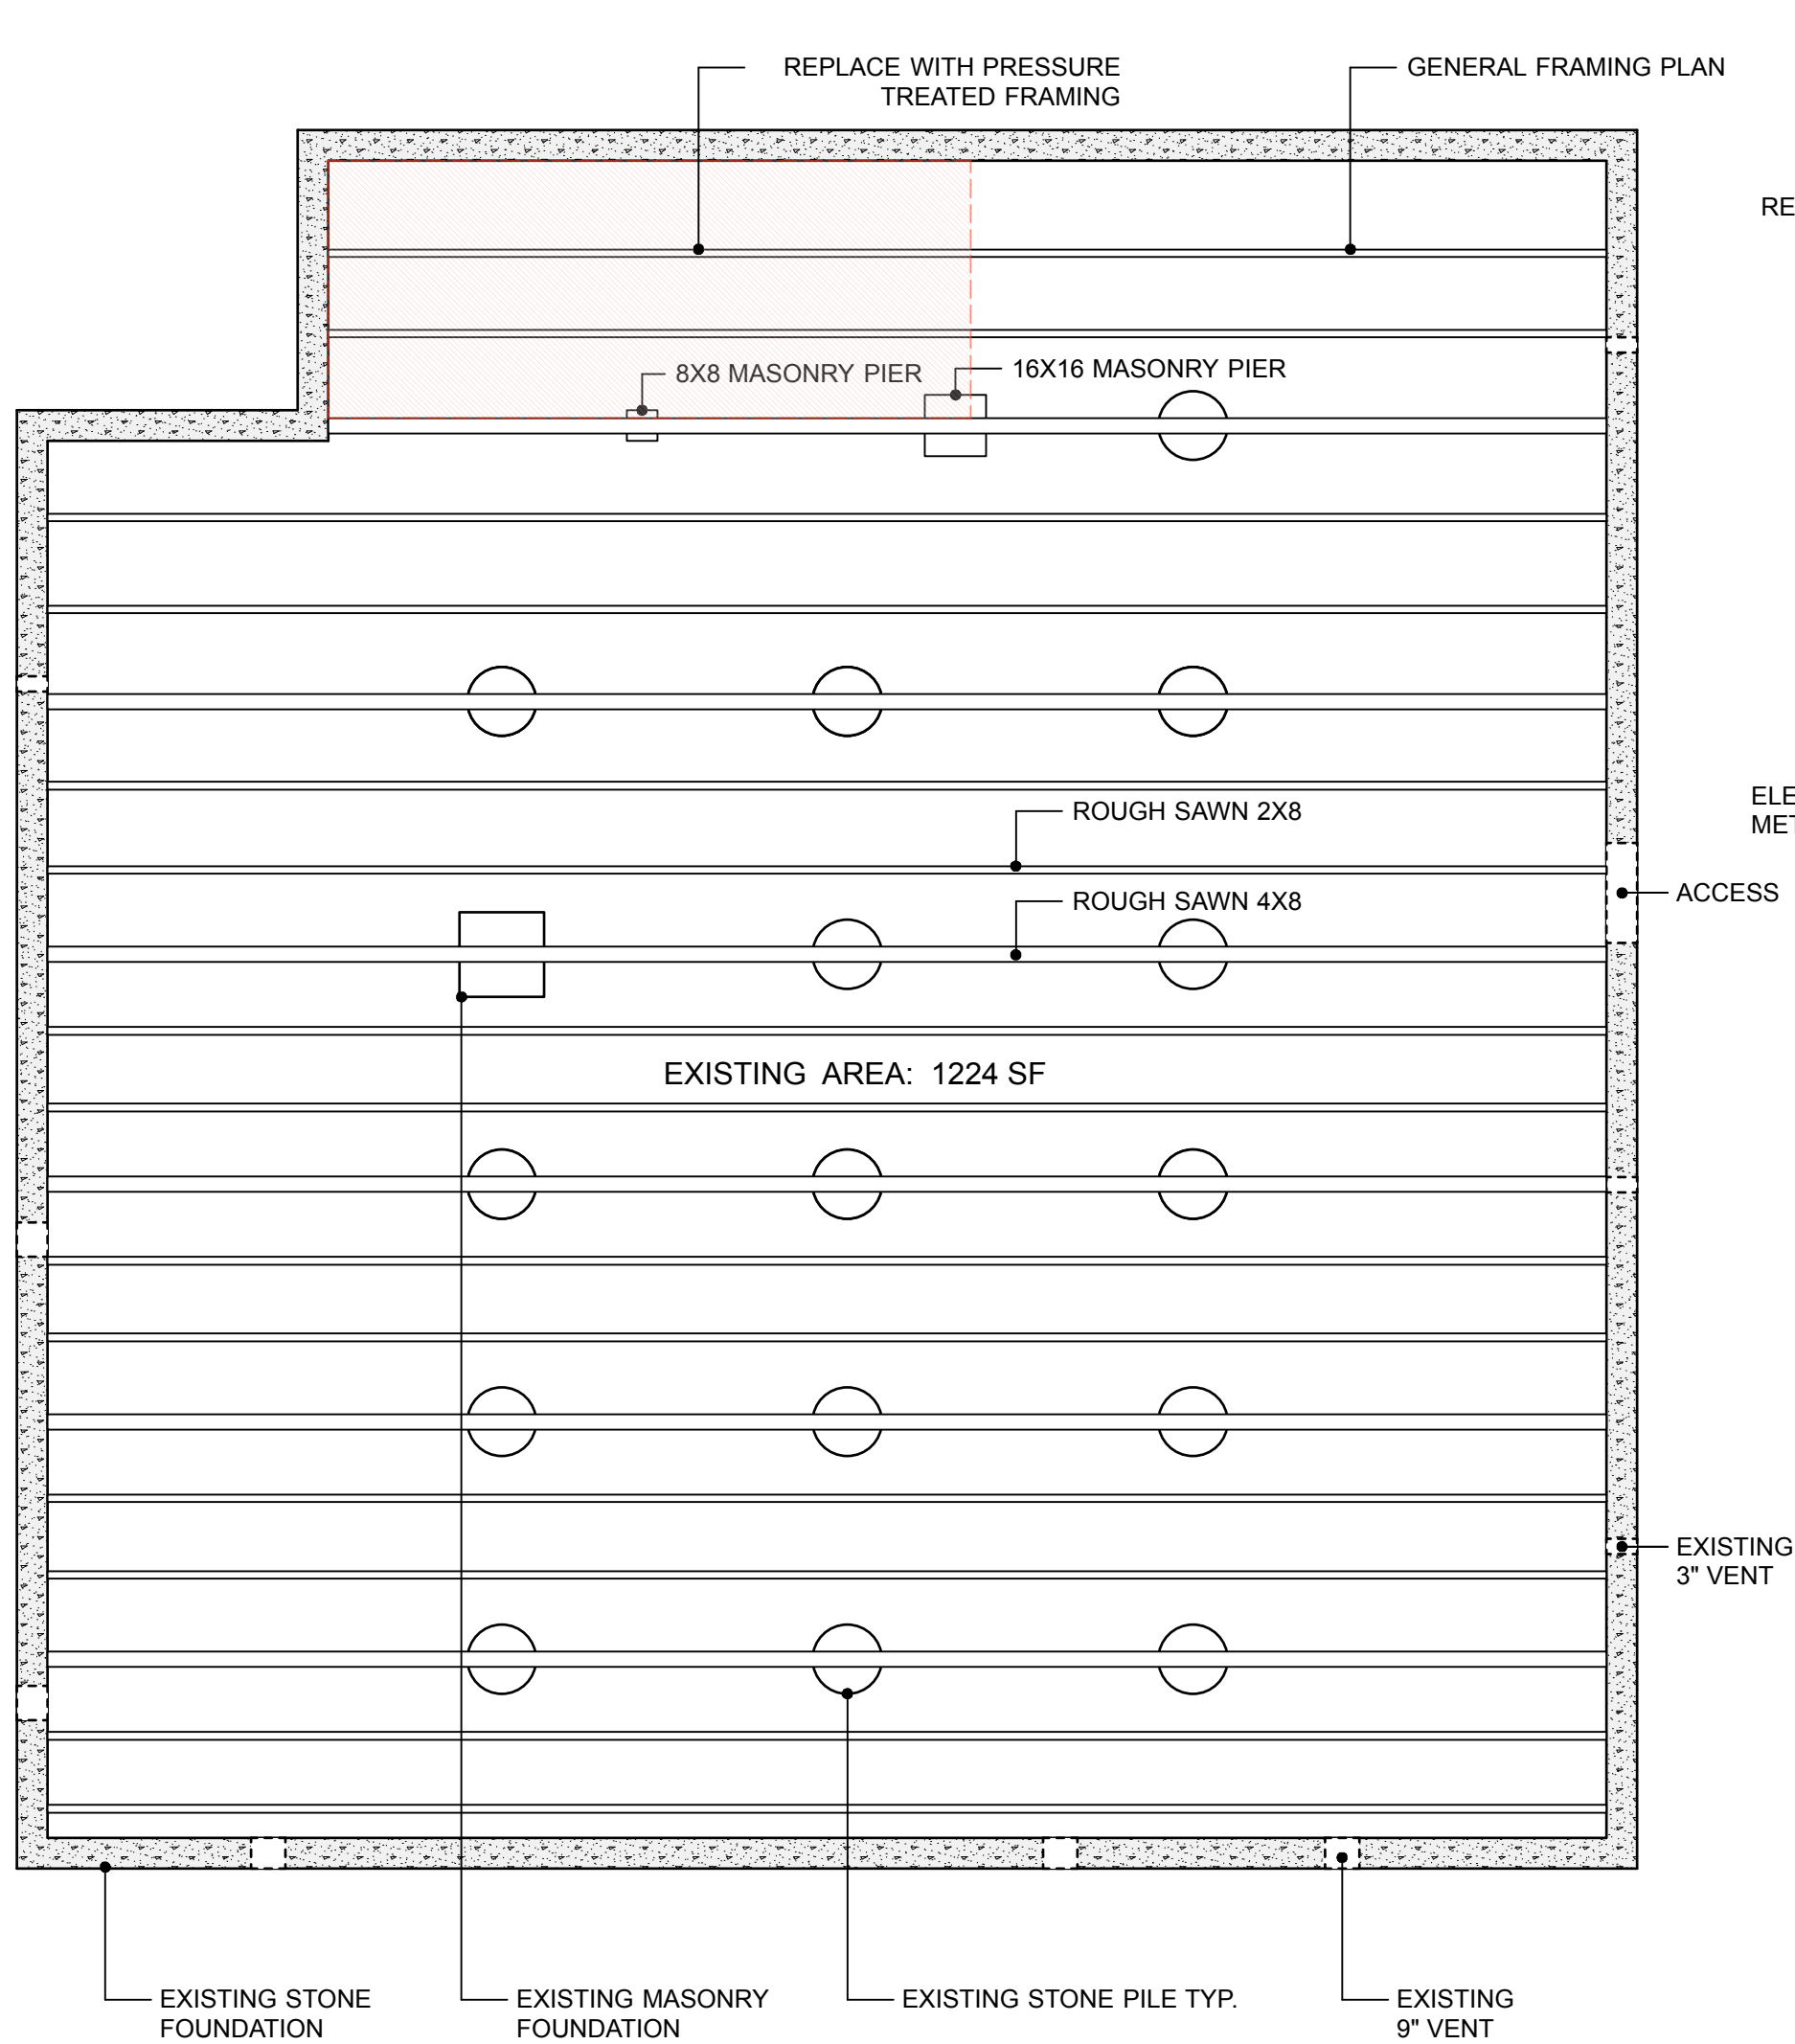 REPLACE WITH PRESSURE
TREATED FRAMING
GENERAL FRAMING PLAN
RE
8X8 MASONRY PIER
16X16 MASONRY PIER
ROUGH SAWN 2X8
ELE
MET
ACCESS
ROUGH SAWN 4X8
EXISTING AREA: 1224 SF
EXISTING
3" VENT
EXISTING STONE
FOUNDATION
EXISTING MASONRY
FOUNDATION
EXISTING STONE PILE TYP.
EXISTING
9" VENT